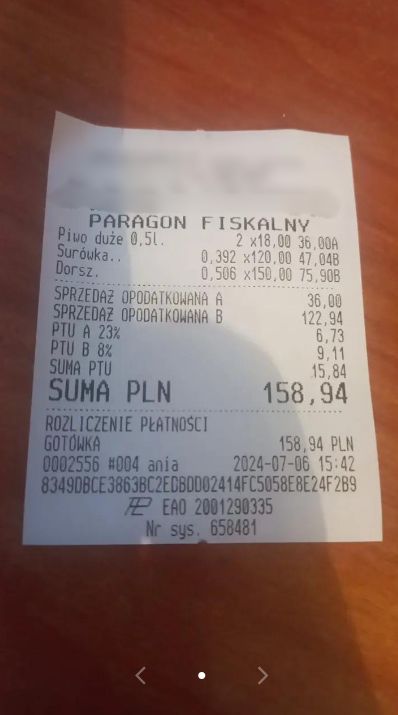 PARAGON FISKALNY
Piwo duże 0,5l. 2 x18,00 36,00A
Surówka.. 0,392 x120,00 47,04B
Dorsz. 0,506 x150,00 75,90B
SPRZEDAŻ OPODATKOWANA A 36,00
SPRZEDAŻ OPODATKOWANA B 122,94
PTU A 23% 6,73
PTU B 8% 9,11
SUMA PTU 15,84
SUMA PLN 158,94
ROZLICZENIE PŁATNOŚCI
GOTÓWKA 158,94 PLN
0002556 #004 ania 2024-07-06 15:42
8349DBCE3863BC2EDBDD02414FC5058E8E24F2B9
EAO 2001290335
Nr sys. 658481